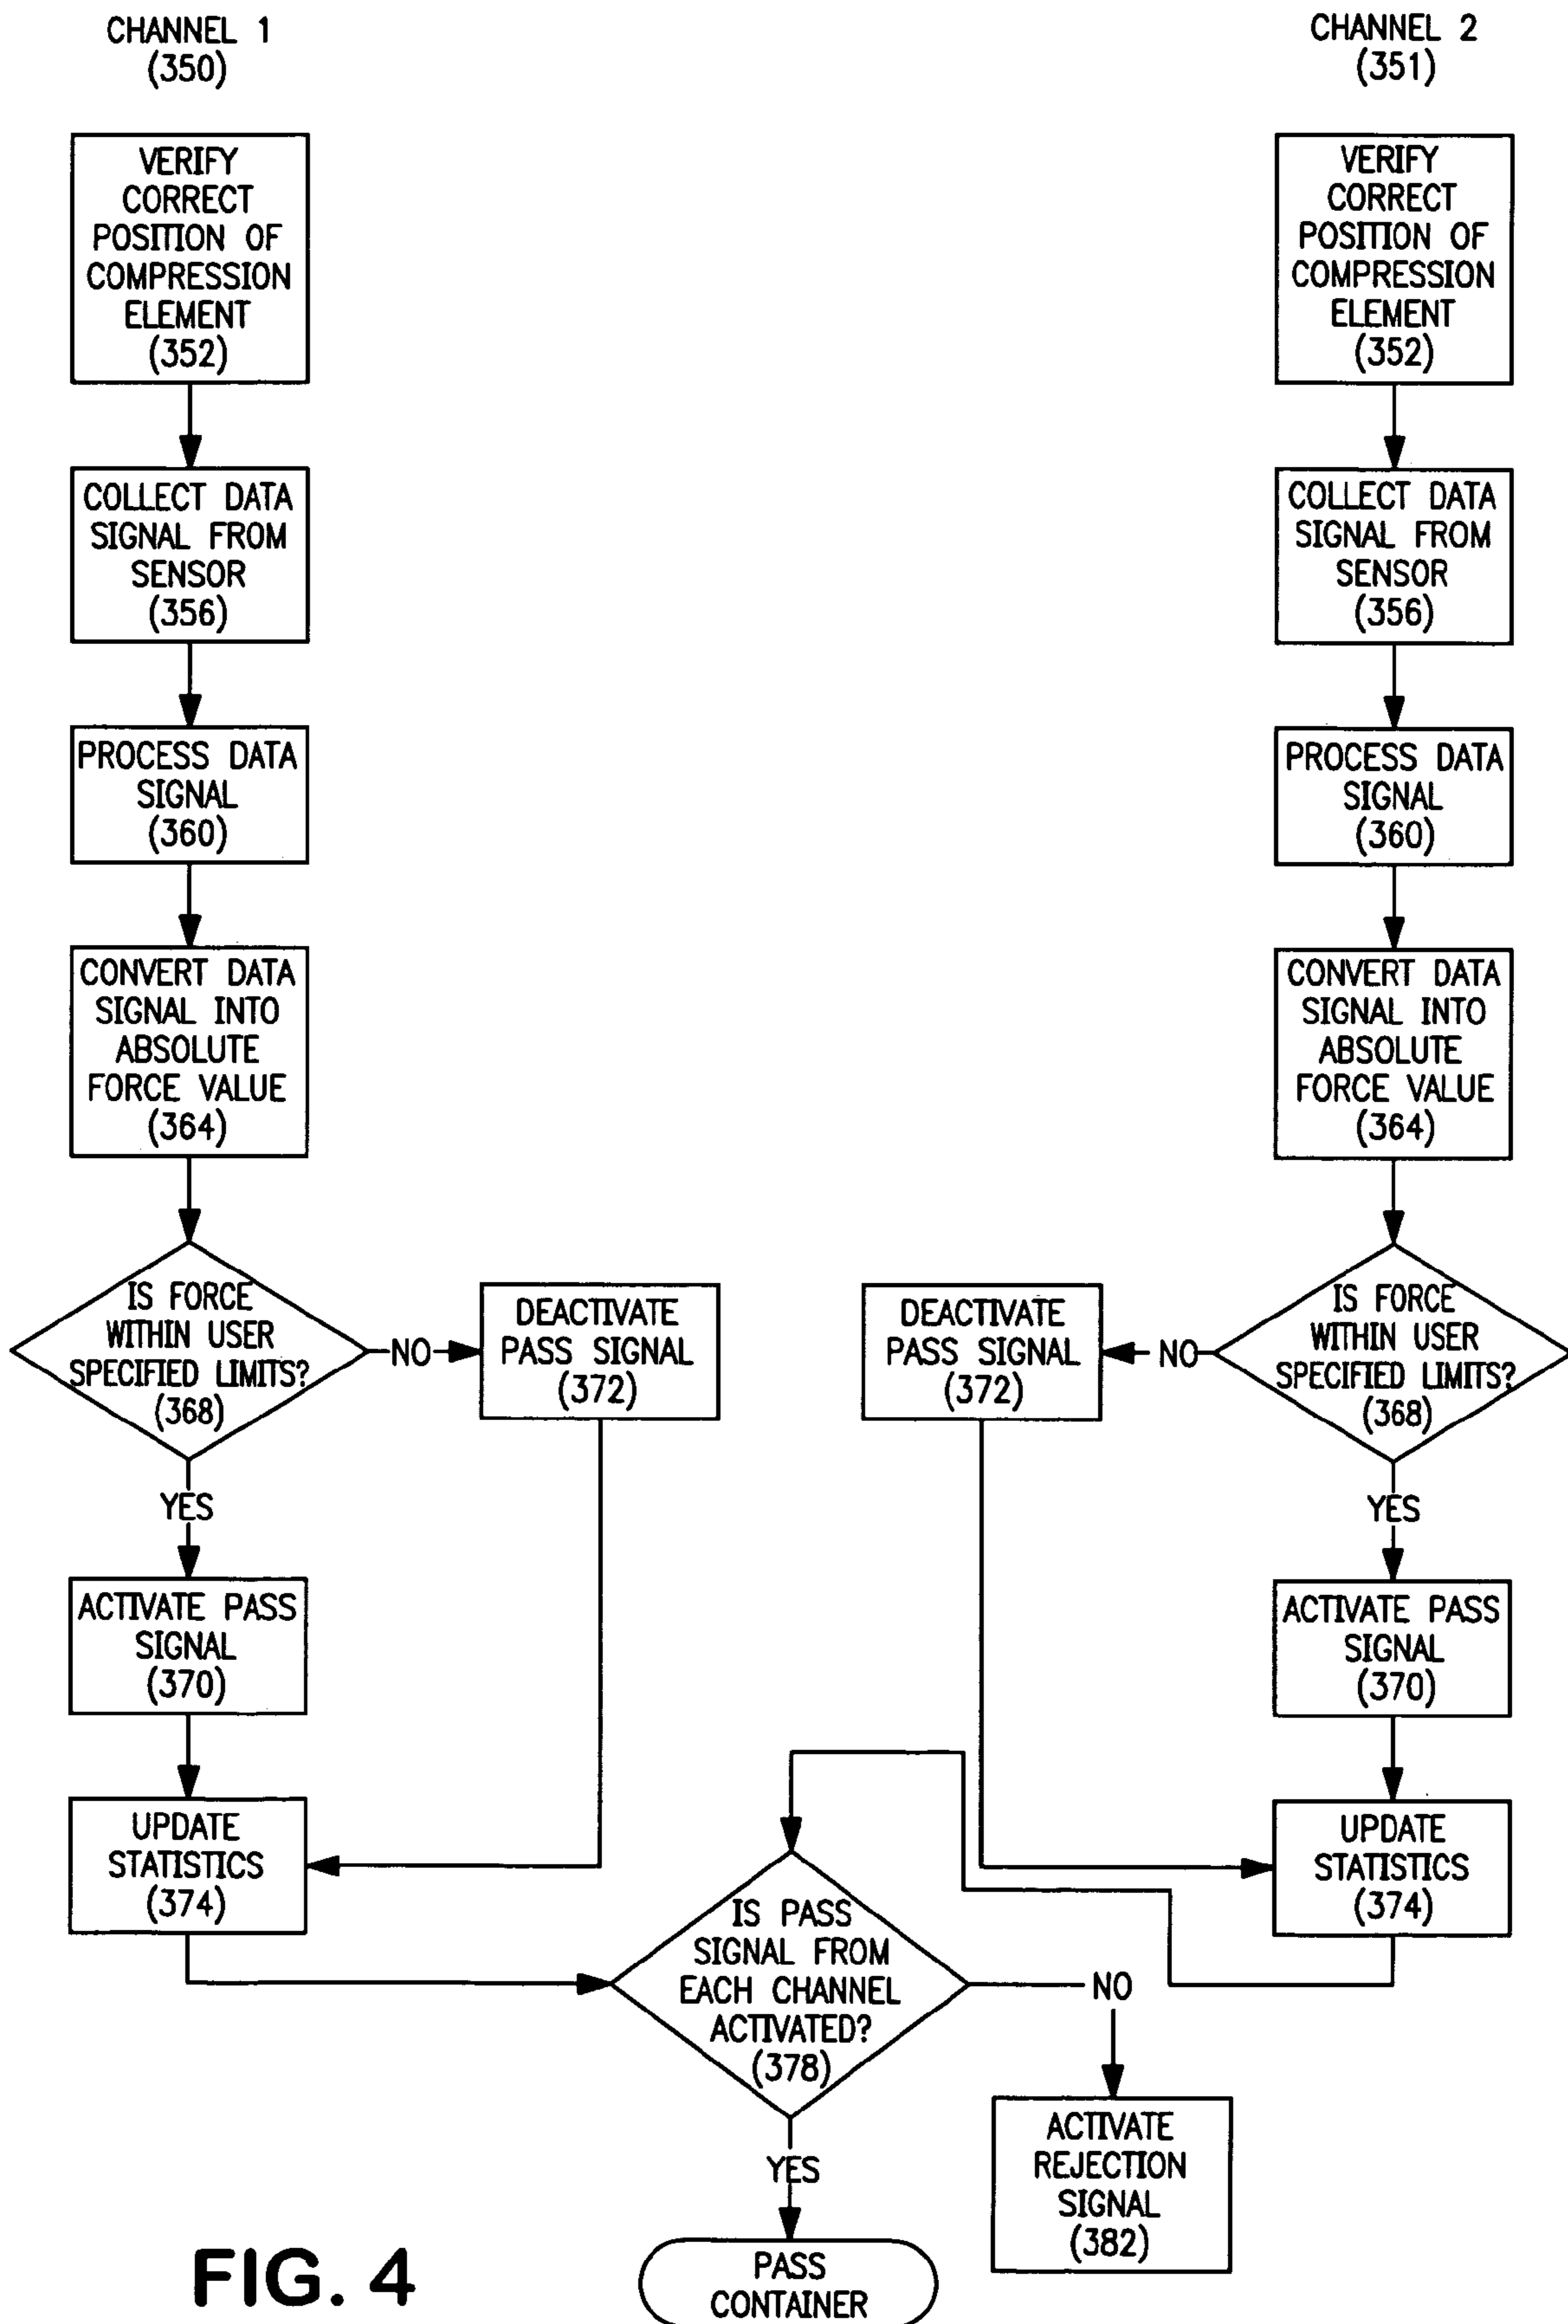 CHANNEL 1
(350)
VERIFY
CORRECT
POSITION OF
COMPRESSION
ELEMENT
(352)
COLLECT DATA
SIGNAL FROM
SENSOR
(356)
PROCESS DATA
SIGNAL
(360)
CONVERT DATA
SIGNAL INTO
ABSOLUTE
FORCE VALUE
(364)
IS FORCE
WITHIN USER
SPECIFIED LIMITS?
(368)
NO
DEACTIVATE
PASS SIGNAL
(372)
YES
ACTIVATE PASS
SIGNAL
(370)
UPDATE
STATISTICS
(374)
CHANNEL 2
(351)
VERIFY
CORRECT
POSITION OF
COMPRESSION
ELEMENT
(352)
COLLECT DATA
SIGNAL FROM
SENSOR
(356)
PROCESS DATA
SIGNAL
(360)
CONVERT DATA
SIGNAL INTO
ABSOLUTE
FORCE VALUE
(364)
IS FORCE
WITHIN USER
SPECIFIED LIMITS?
(368)
NO
DEACTIVATE
PASS SIGNAL
(372)
YES
ACTIVATE PASS
SIGNAL
(370)
UPDATE
STATISTICS
(374)
IS PASS
SIGNAL FROM
EACH CHANNEL
ACTIVATED?
(378)
NO
ACTIVATE
REJECTION
SIGNAL
(382)
YES
PASS
CONTAINER
FIG. 4